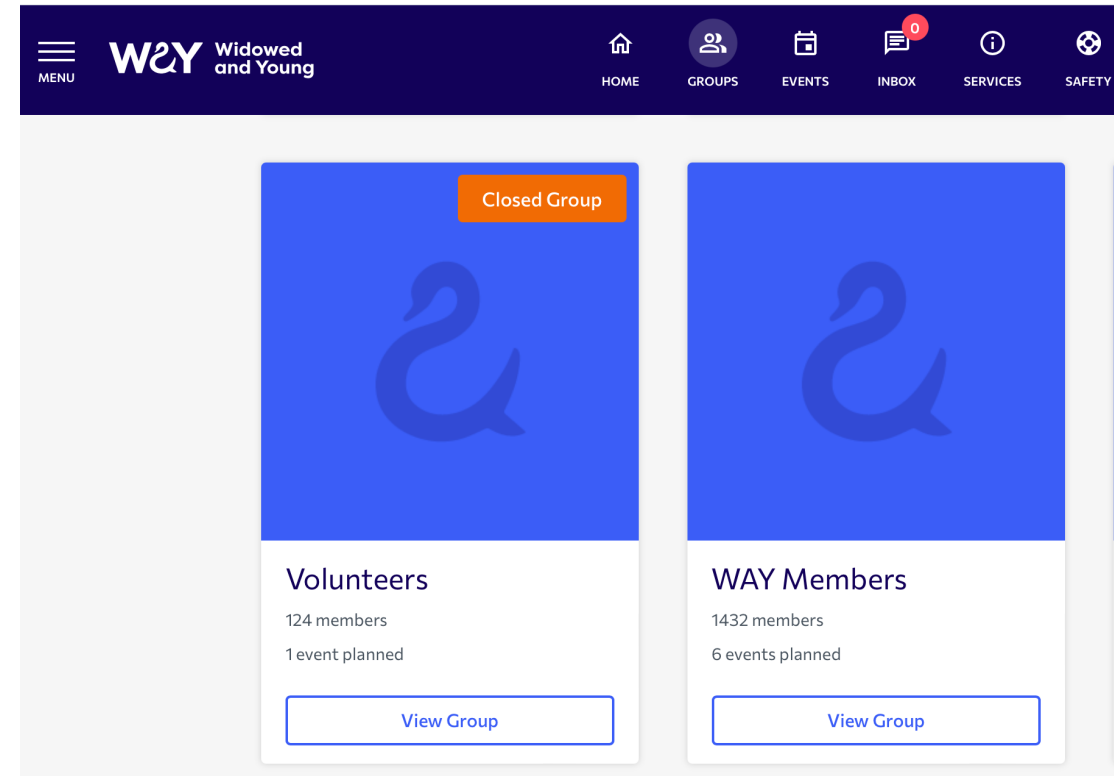 MENU
WAY Widowed
and Young
HOME
GROUPS
EVENTS
0
INBOX
SERVICES
SAFETY
Closed Group
Volunteers
124 members
1 event planned
View Group
WAY Members
1432 members
6 events planned
View Group